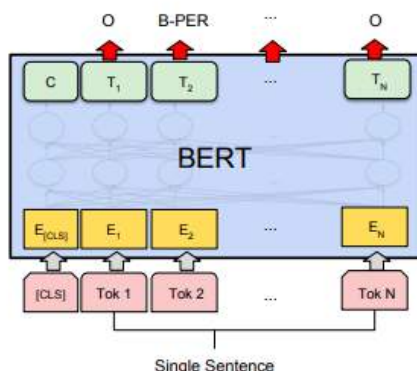 O B-PER ... O
C T1 T2 ... TN
BERT
E[CLS] E1 E2 ... EN
[CLS] Tok 1 Tok 2 ... Tok N
Single Sentence